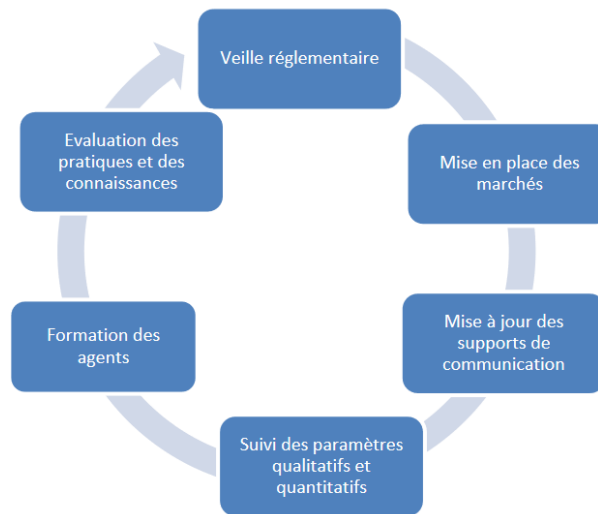 Veille réglementaire
Mise en place des
marchés
Mise à jour des
supports de
communication
Suivi des paramètres
qualitatifs et
quantitatifs
Formation des
agents
Evaluation des
pratiques et des
connaissances